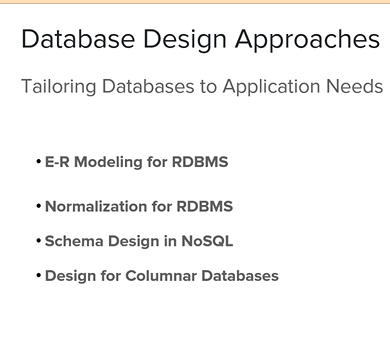 Database Design Approaches
Tailoring Databases to Application Needs
• E-R Modeling for RDBMS
• Normalization for RDBMS
• Schema Design in NoSQL
• Design for Columnar Databases